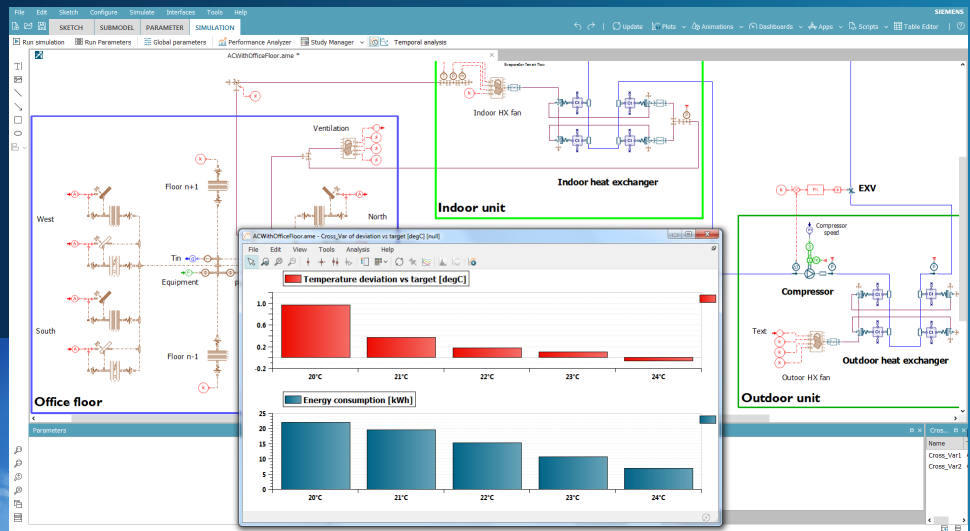 File Edit Sketch Configure Simulate Interfaces Tools Help
SIEMENS
SKETCH SUBMODEL PARAMETER SIMULATION
Update Plots Animations Dashboards Apps Scripts Table Editor
Run simulation Run Parameters Global parameters Performance Analyzer Study Manager Temporal analysis
ACWithOfficeFloor.ame *
Indoor HX fan
Indoor heat exchanger
Indoor unit
Ventilation
Floor n+1
West
North
Tin
Equipment
South
Floor n-1
Office floor
EXV
Compressor
speed
Compressor
Text
Outoor HX fan
Outdoor heat exchanger
Outdoor unit
ACWithOfficeFloor.ame - Cross_Var of deviation vs target [degC] [null]
File Edit View Tools Analysis Help
Temperature deviation vs target [degC]
1.0
0.6
0.2
-0.2
20°C 21°C 22°C 23°C 24°C
Energy consumption [kWh]
25
20
15
10
5
0
20°C 21°C 22°C 23°C 24°C
Parameters
Cros...
Name
Cross_Var1
Cross_Var2